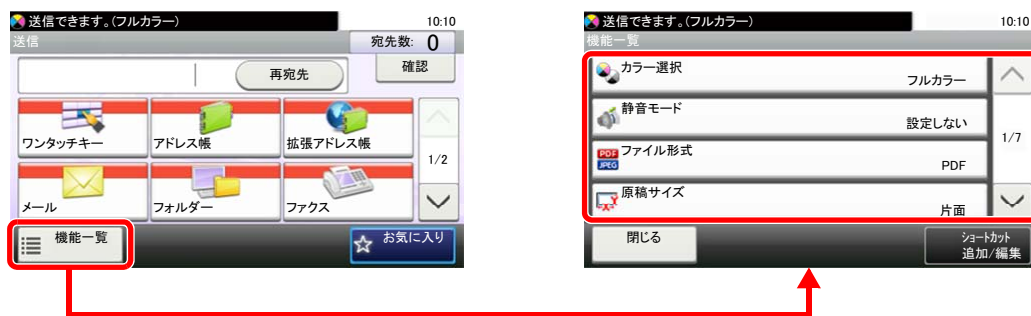 送信できます。(フルカラー)
10:10
送信
宛先数: 0
再宛先
確認
ワンタッチキー
アドレス帳
拡張アドレス帳
1/2
メール
フォルダー
ファクス
機能一覧
お気に入り
送信できます。(フルカラー)
10:10
機能一覧
カラー選択
フルカラー
静音モード
設定しない
1/7
PDF
JPEG
ファイル形式
PDF
原稿サイズ
片面
閉じる
ショートカット
追加/編集